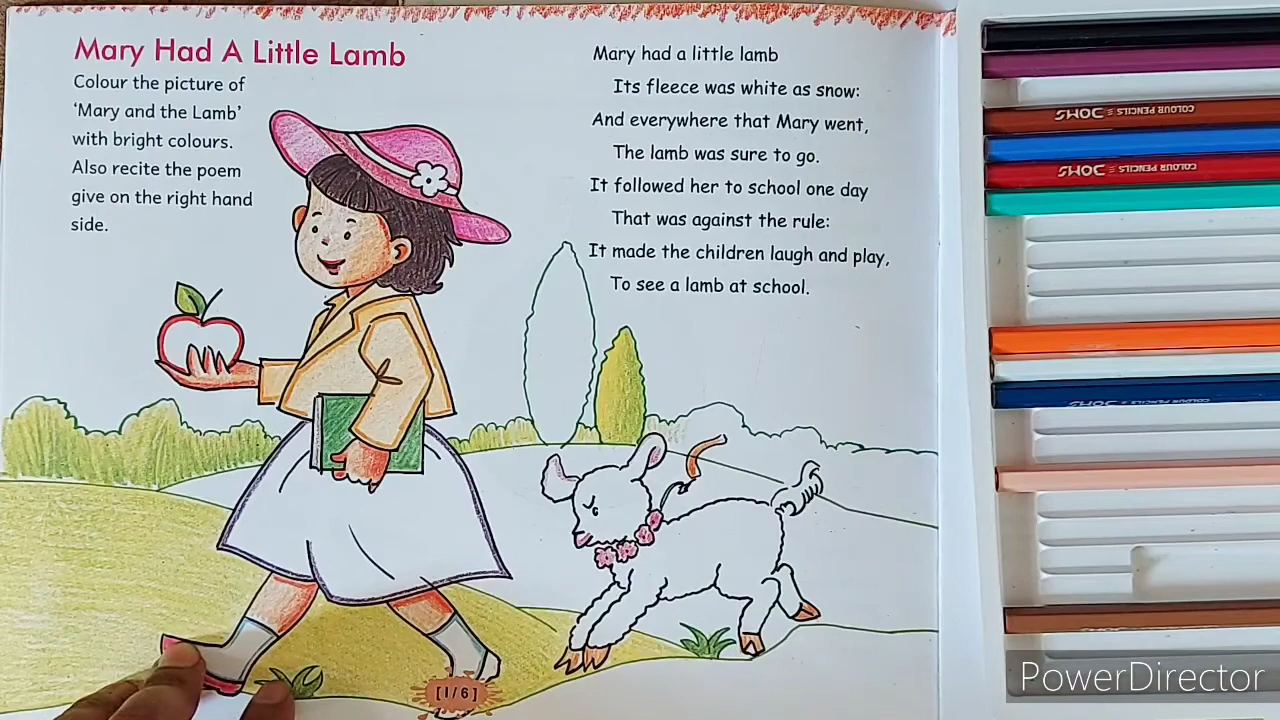 Mary Had A Little Lamb
Colour the picture of
'Mary and the Lamb'
with bright colours.
Also recite the poem
give on the right hand
side.
Mary had a little lamb
Its fleece was white as snow:
And everywhere that Mary went,
The lamb was sure to go.
It followed her to school one day
That was against the rule:
It made the children laugh and play,
To see a lamb at school.
[1/6]
COLOUR PENCILS DOMS
COLOUR PENCILS DOMS
COLOUR PENCILS DOMS
PowerDirector